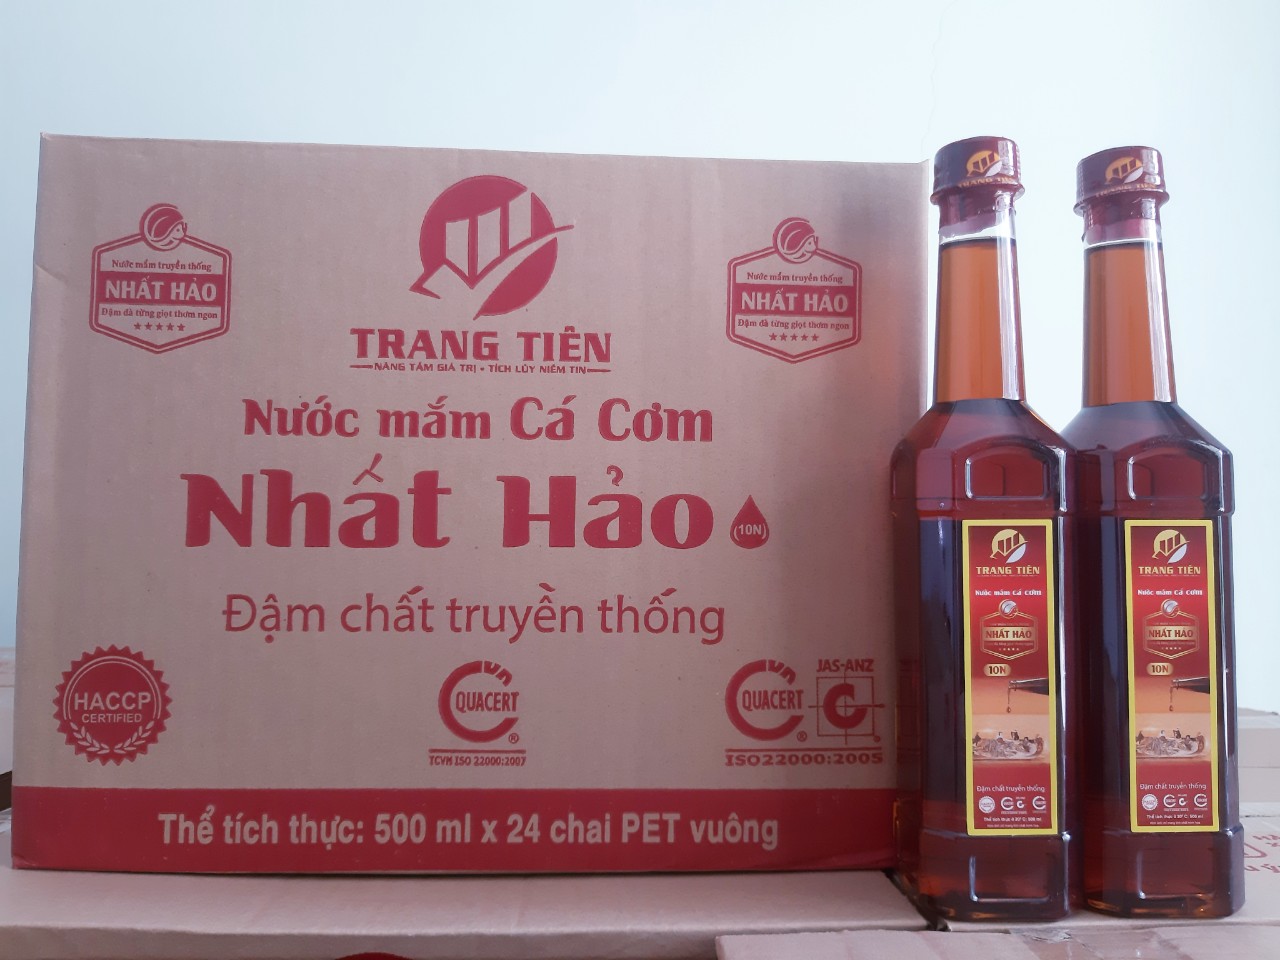 Nước mắm truyền thống
NHẤT HẢO
Đậm đà từng giọt thơm ngon
TRANG TIÊN
NÂNG TẦM GIÁ TRỊ - TÍCH LŨY NIỀM TIN
Nước mắm truyền thống
NHẤT HẢO
Đậm đà từng giọt thơm ngon
Nước mắm Cá Cơm
Nhất Hảo
(10N)
Đậm chất truyền thống
HACCP
CERTIFIED
QUACERT
®
TCVN ISO 22000:2007
QUACERT
®
JAS-ANZ
C
®
ISO22000:2005
Thể tích thực: 500 ml x 24 chai PET vuông
TRANG TIÊN
TRANG TIÊN
Nước mắm Cá Cơm
NHẤT HẢO
10N
Đậm chất truyền thống
TRANG TIÊN
TRANG TIÊN
Nước mắm Cá Cơm
NHẤT HẢO
10N
Đậm chất truyền thống